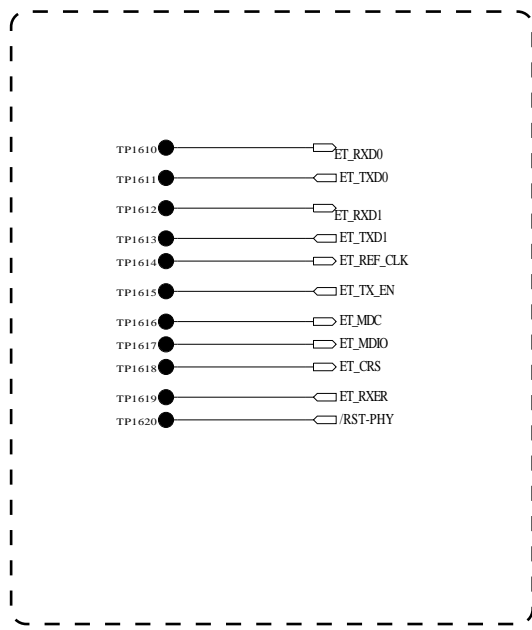 TP1610 ET_RXD0
TP1611 ET_TXD0
TP1612 ET_RXD1
TP1613 ET_TXD1
TP1614 ET_REF_CLK
TP1615 ET_TX_EN
TP1616 ET_MDC
TP1617 ET_MDIO
TP1618 ET_CRS
TP1619 ET_RXER
TP1620 /RST-PHY